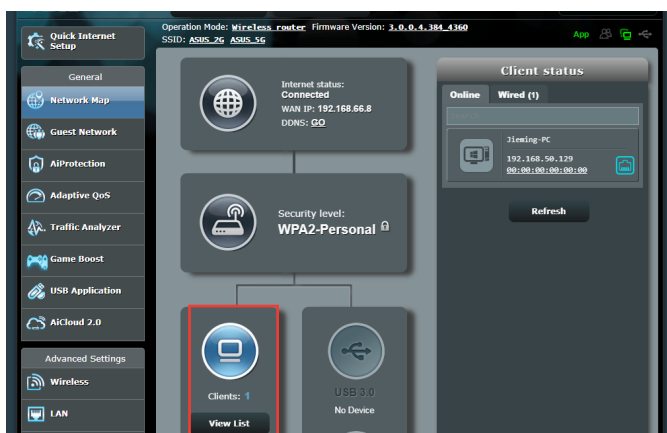 Operation Mode: Wireless router Firmware Version: 3.0.0.4.384_4360
SSID: ASUS_2G ASUS_5G
App
Quick Internet
Setup
General
Network Map
Guest Network
AiProtection
Adaptive QoS
Traffic Analyzer
Game Boost
USB Application
AiCloud 2.0
Advanced Settings
Wireless
LAN
Internet status:
Connected
WAN IP: 192.168.66.8
DDNS: GO
Security level:
WPA2-Personal
Clients: 1
View List
USB 3.0
No Device
Client status
Online Wired (1)
Jieming-PC
192.168.50.129
00:00:00:00:00:00
Refresh